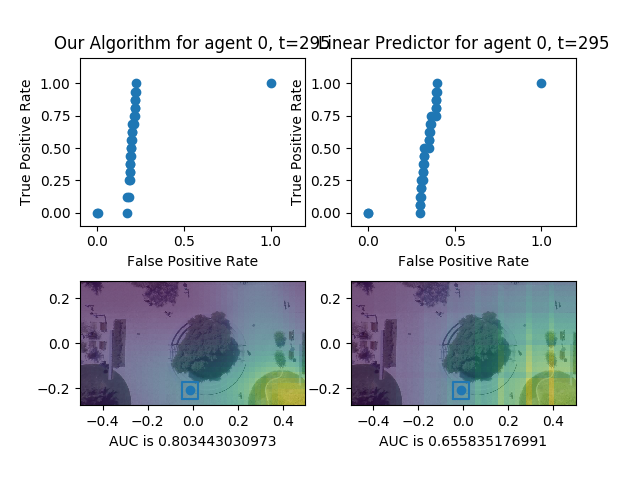 Our Algorithm for agent 0, t=295
Linear Predictor for agent 0, t=295
True Positive Rate
1.00
0.75
0.50
0.25
0.00
0.0 0.5 1.0
False Positive Rate
True Positive Rate
1.00
0.75
0.50
0.25
0.00
0.0 0.5 1.0
False Positive Rate
0.2
0.0
−0.2
−0.4 −0.2 0.0 0.2 0.4
AUC is 0.803443030973
0.2
0.0
−0.2
−0.4 −0.2 0.0 0.2 0.4
AUC is 0.655835176991